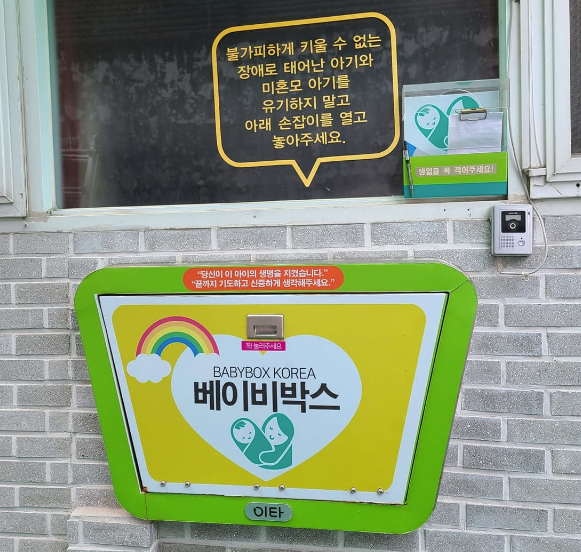 불가피하게 키울 수 없는
장애로 태어난 아기와
미혼모 아기를
유기하지 말고
아래 손잡이를 열고
놓아주세요.
생일을 꼭 적어주세요!
“당신이 이 아이의 생명을 지켰습니다.”
“끝까지 기도하고 신중하게 생각해주세요.”
꾹 눌러주세요
BABYBOX KOREA
베이비박스